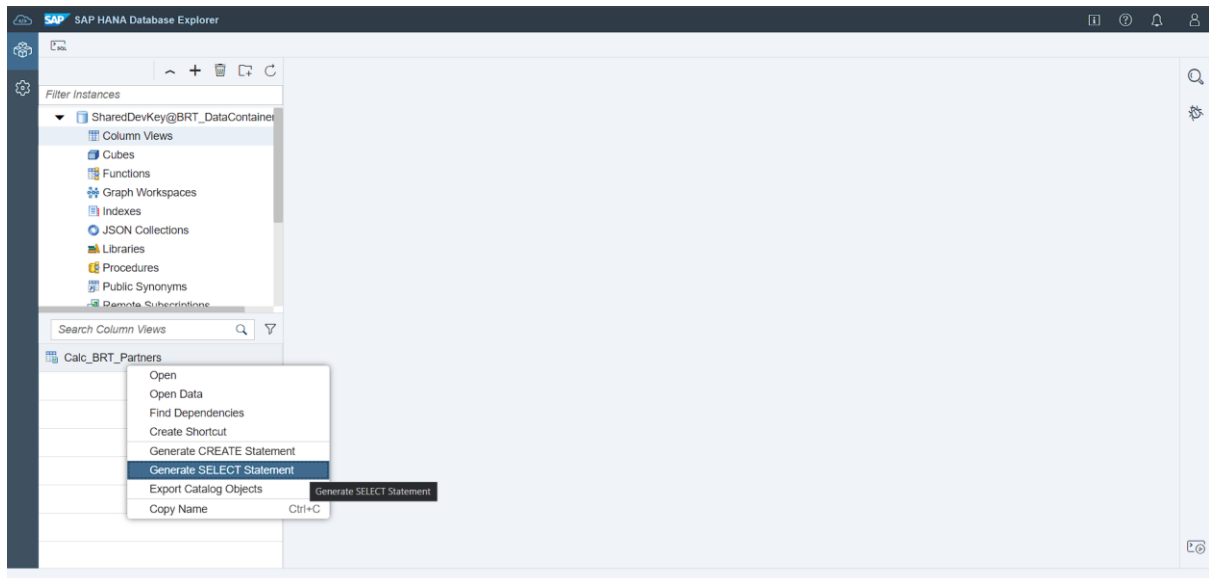 SAP SAP HANA Database Explorer
SQL
Filter Instances
SharedDevKey@BRT_DataContainer
Column Views
Cubes
Functions
Graph Workspaces
Indexes
JSON Collections
Libraries
Procedures
Public Synonyms
Remote Subscriptions
Search Column Views
Calc_BRT_Partners
Open
Open Data
Find Dependencies
Create Shortcut
Generate CREATE Statement
Generate SELECT Statement
Export Catalog Objects
Generate SELECT Statement
Copy Name Ctrl+C